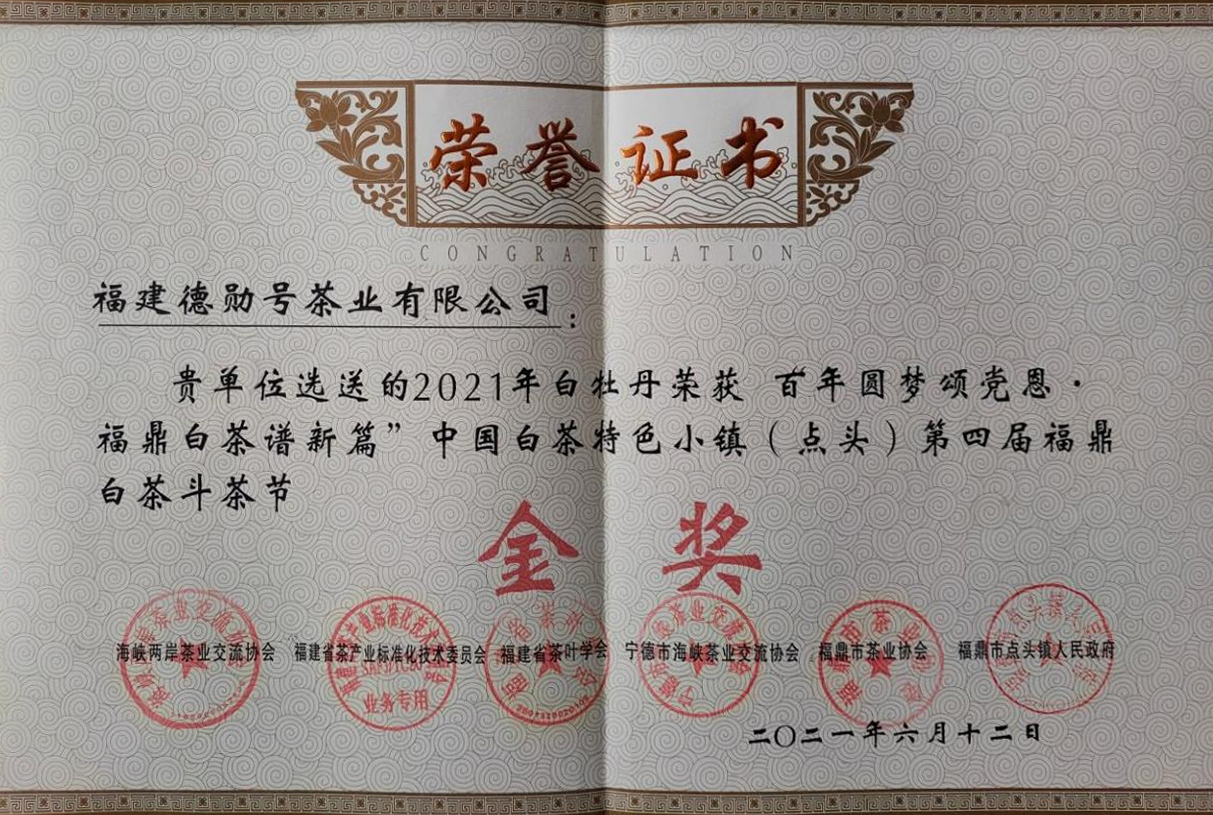 荣誉证书
CONGRATULATION
福建德勋号茶业有限公司：
贵单位选送的2021年白牡丹荣获 百年圆梦颂党恩·
福鼎白茶谱新篇”中国白茶特色小镇（点头）第四届福鼎
白茶斗茶节
金奖
海峡两岸茶业交流协会 福建省茶产业标准化技术委员会 福建省茶叶学会 宁德市海峡茶业交流协会 福鼎市茶业协会 福鼎市点头镇人民政府
业务专用
二〇二一年六月十二日